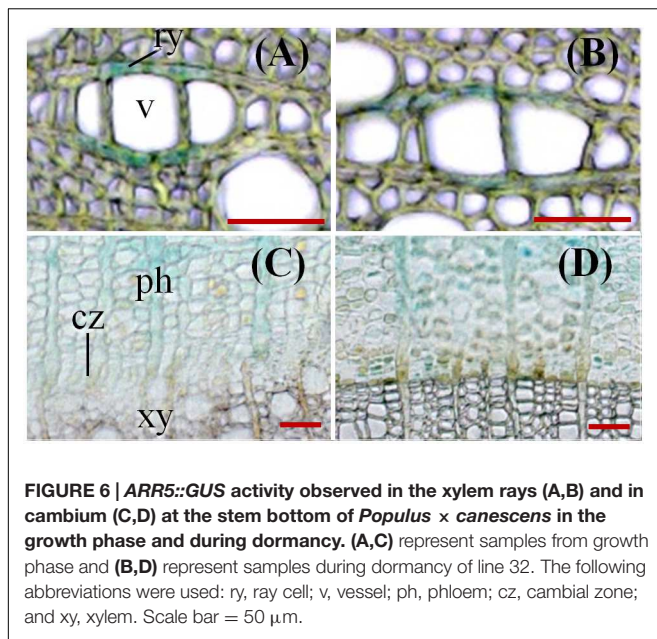 ry
(A)
(B)
v
(C)
(D)
ph
cz
xy
FIGURE 6 | ARR5::GUS activity observed in the xylem rays (A,B) and in
cambium (C,D) at the stem bottom of Populus × canescens in the
growth phase and during dormancy. (A,C) represent samples from growth
phase and (B,D) represent samples during dormancy of line 32. The following
abbreviations were used: ry, ray cell; v, vessel; ph, phloem; cz, cambial zone;
and xy, xylem. Scale bar = 50 μm.